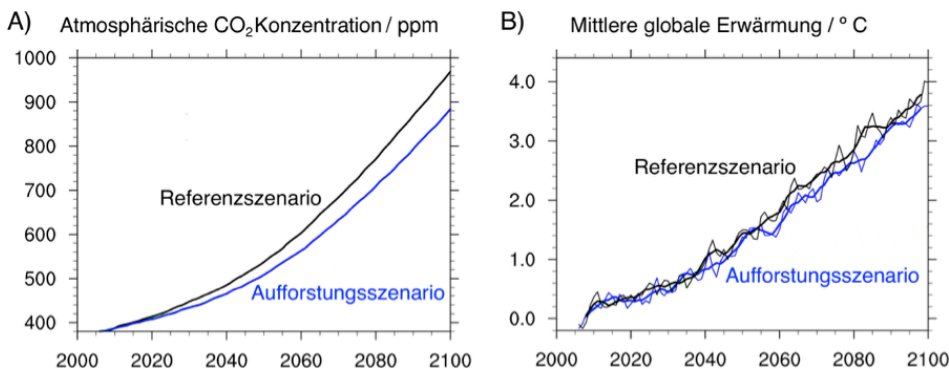 A) Atmosphärische CO₂Konzentration / ppm
1000
900
800
700
600
500
400
Referenzszenario
Aufforstungsszenario
2000 2020 2040 2060 2080 2100
B) Mittlere globale Erwärmung / º C
4.0
3.0
2.0
1.0
0.0
Referenzszenario
Aufforstungsszenario
2000 2020 2040 2060 2080 2100